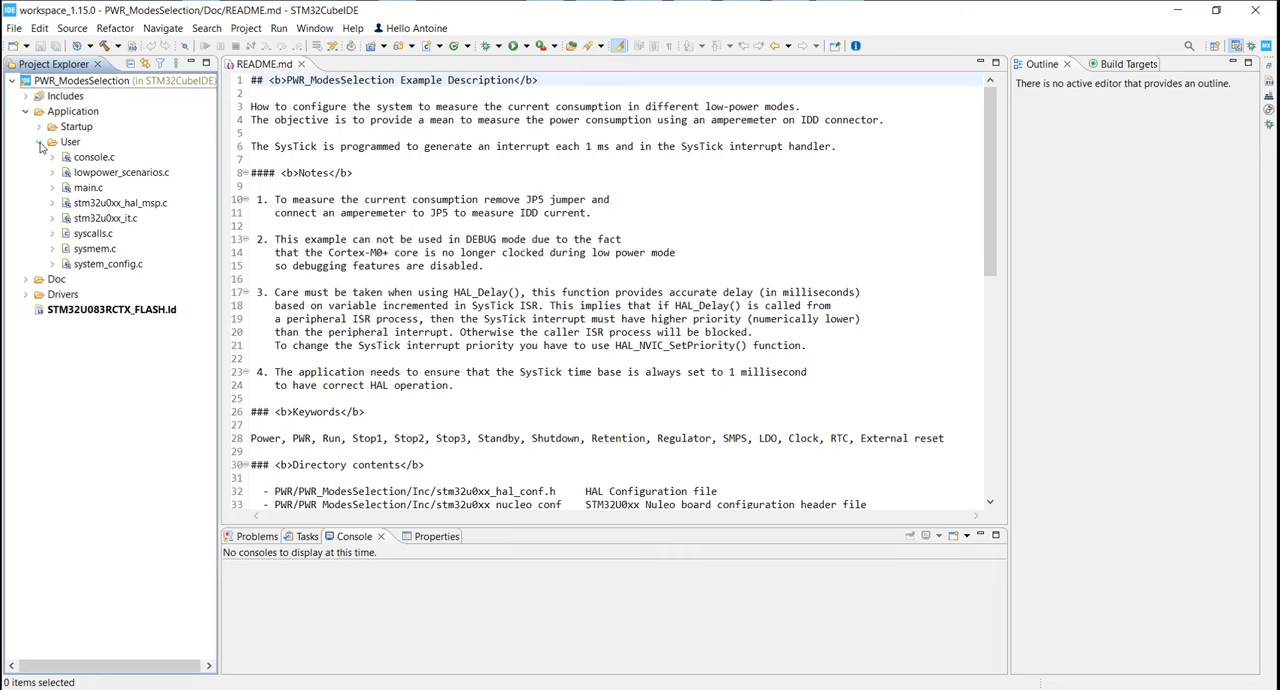 workspace_1.15.0 - PWR_ModesSelection/Doc/README.md - STM32CubeIDE
File Edit Source Refactor Navigate Search Project Run Window Help Hello Antoine
Project Explorer
PWR_ModesSelection (in STM32CubeIDE)
Includes
Application
Startup
User
console.c
lowpower_scenarios.c
main.c
stm32u0xx_hal_msp.c
stm32u0xx_it.c
syscalls.c
sysmem.c
system_config.c
Doc
Drivers
STM32U083RCTX_FLASH.ld
README.md
1 ## <b>PWR_ModesSelection Example Description</b>
2
3 How to configure the system to measure the current consumption in different low-power modes.
4 The objective is to provide a mean to measure the power consumption using an amperemeter on IDD connector.
5
6 The SysTick is programmed to generate an interrupt each 1 ms and in the SysTick interrupt handler.
7
8 #### <b>Notes</b>
9
10 1. To measure the current consumption remove JP5 jumper and
11 connect an amperemeter to JP5 to measure IDD current.
12
13 2. This example can not be used in DEBUG mode due to the fact
14 that the Cortex-M0+ core is no longer clocked during low power mode
15 so debugging features are disabled.
16
17 3. Care must be taken when using HAL_Delay(), this function provides accurate delay (in milliseconds)
18 based on variable incremented in SysTick ISR. This implies that if HAL_Delay() is called from
19 a peripheral ISR process, then the SysTick interrupt must have higher priority (numerically lower)
20 than the peripheral interrupt. Otherwise the caller ISR process will be blocked.
21 To change the SysTick interrupt priority you have to use HAL_NVIC_SetPriority() function.
22
23 4. The application needs to ensure that the SysTick time base is always set to 1 millisecond
24 to have correct HAL operation.
25
26 ### <b>Keywords</b>
27
28 Power, PWR, Run, Stop1, Stop2, Stop3, Standby, Shutdown, Retention, Regulator, SMPS, LDO, Clock, RTC, External reset
29
30 ### <b>Directory contents</b>
31
32 - PWR/PWR_ModesSelection/Inc/stm32u0xx_hal_conf.h HAL Configuration file
33 - PWR/PWR_ModesSelection/Inc/stm32u0xx_nucleo_conf STM32U0xx_Nuleo board configuration header file
Problems Tasks Console Properties
No consoles to display at this time.
Outline Build Targets
There is no active editor that provides an outline.
0 items selected